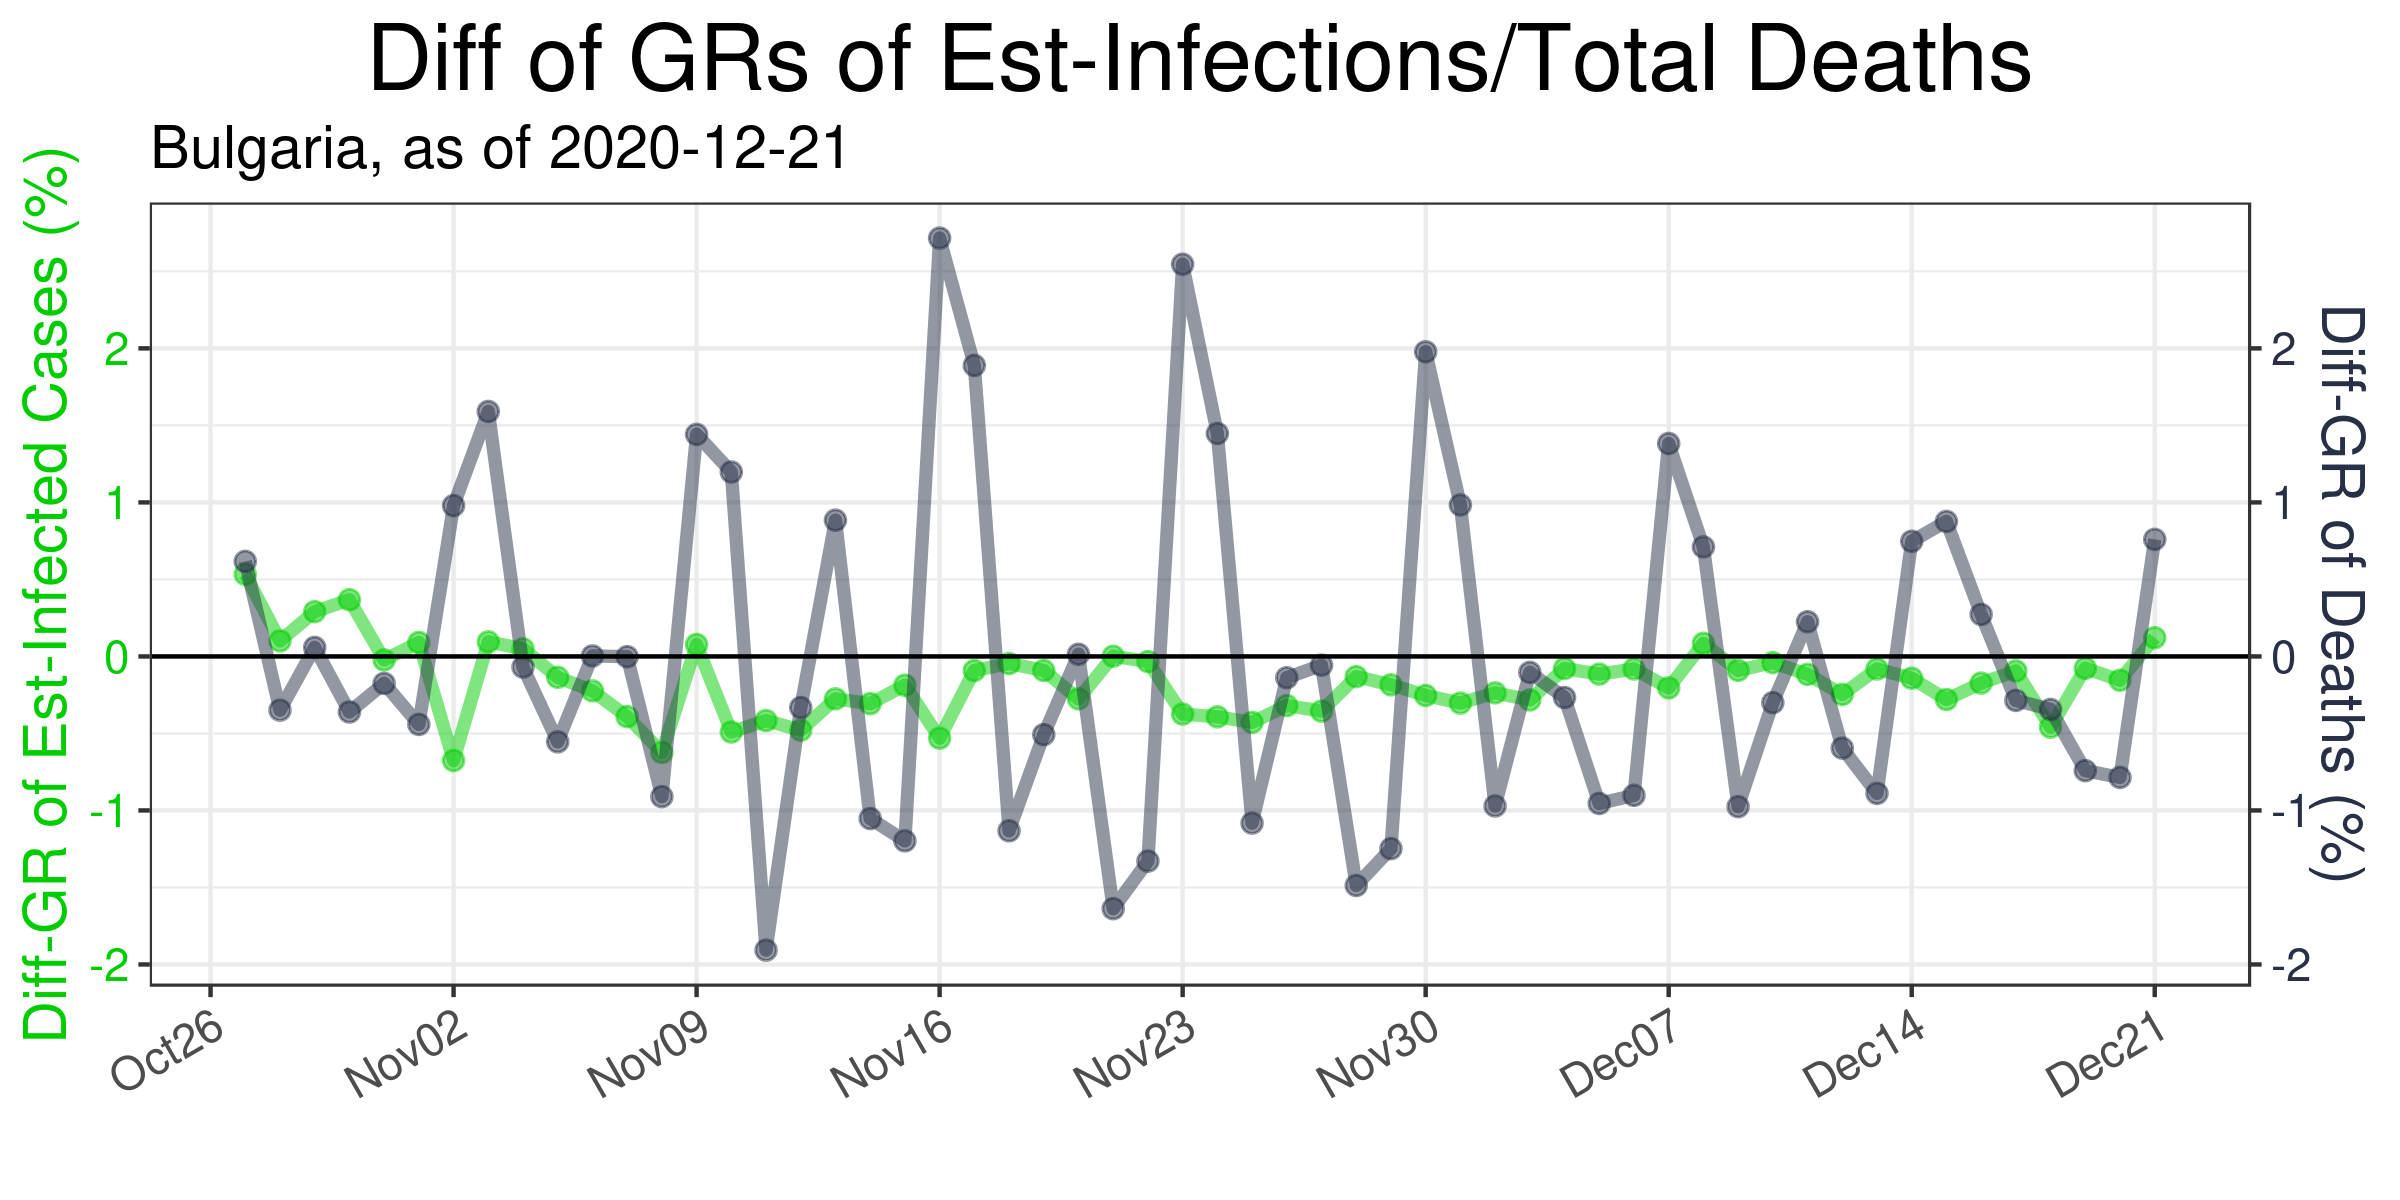 Diff of GRs of Est-Infections/Total Deaths
Bulgaria, as of 2020-12-21
Diff-GR of Est-Infected Cases (%)
2
1
0
-1
-2
2
1
0
-1
-2
Diff-GR of Deaths (%)
Oct26
Nov02
Nov09
Nov16
Nov23
Nov30
Dec07
Dec14
Dec21